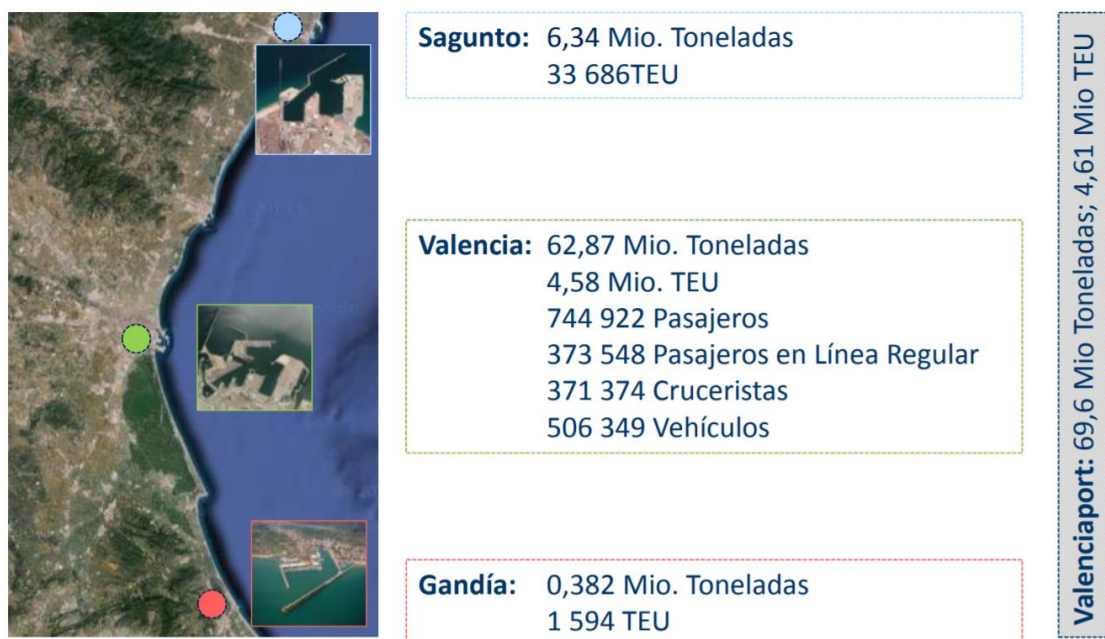 Sagunto: 6,34 Mio. Toneladas
33 686TEU
Valencia: 62,87 Mio. Toneladas
4,58 Mio. TEU
744 922 Pasajeros
373 548 Pasajeros en Línea Regular
371 374 Cruceristas
506 349 Vehículos
Gandía: 0,382 Mio. Toneladas
1 594 TEU
Valenciaport: 69,6 Mio Toneladas; 4,61 Mio TEU